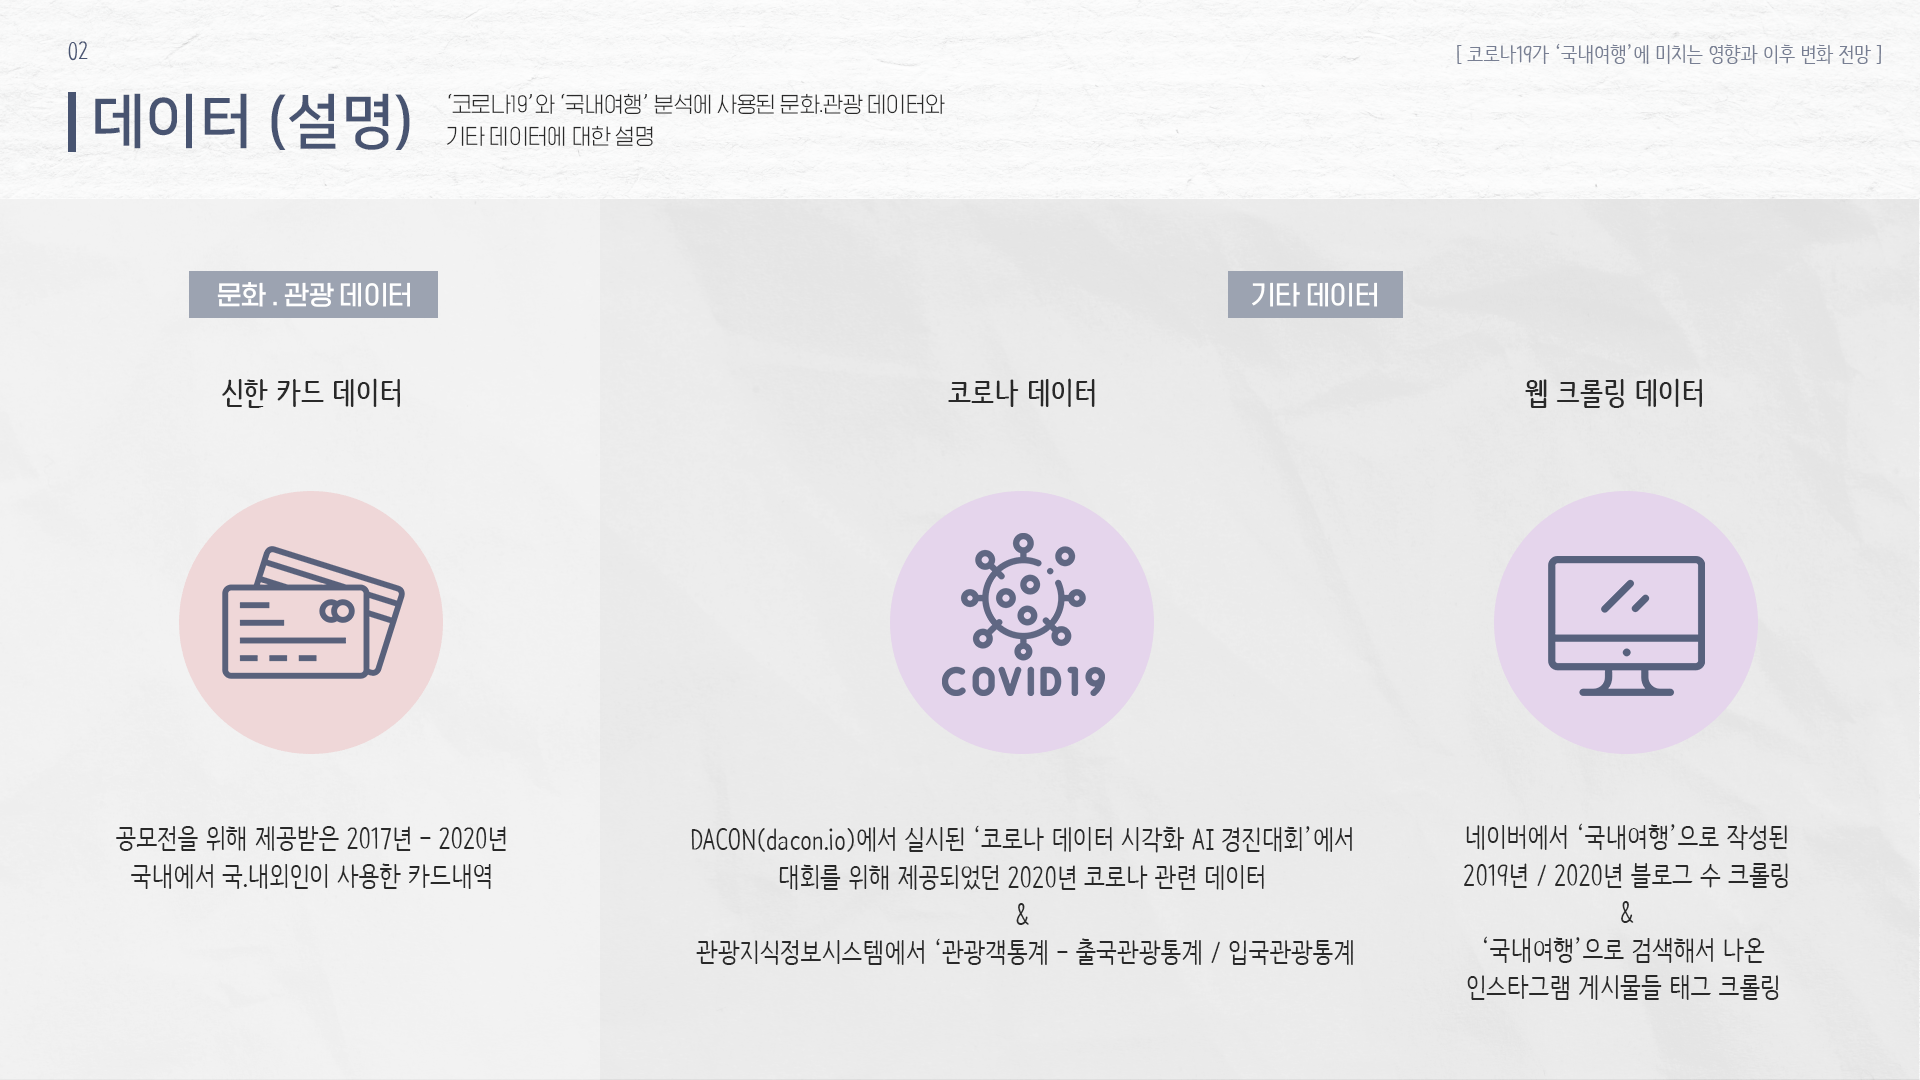 02
[ 코로나19가 ‘국내여행’에 미치는 영향과 이후 변화 전망 ]
데이터 (설명)
‘코로나19’와 ‘국내여행’ 분석에 사용된 문화.관광 데이터와
기타 데이터에 대한 설명
문화 . 관광 데이터
기타 데이터
신한 카드 데이터
코로나 데이터
웹 크롤링 데이터
COVID19
공모전을 위해 제공받은 2017년 - 2020년
국내에서 국.내외인이 사용한 카드내역
DACON(dacon.io)에서 실시된 ‘코로나 데이터 시각화 AI 경진대회’에서
대회를 위해 제공되었던 2020년 코로나 관련 데이터
&
관광지식정보시스템에서 ‘관광객통계 - 출국관광통계 / 입국관광통계
네이버에서 ‘국내여행’으로 작성된
2019년 / 2020년 블로그 수 크롤링
&
‘국내여행’으로 검색해서 나온
인스타그램 게시물들 태그 크롤링